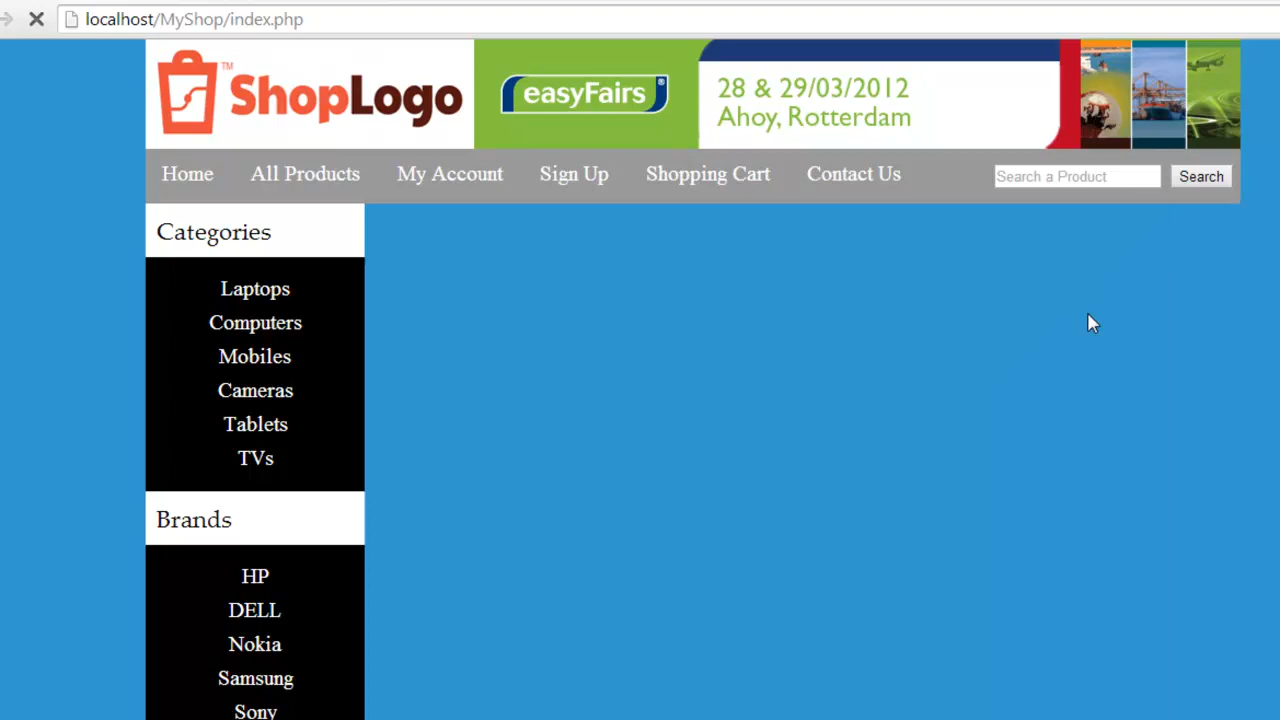 localhost/MyShop/index.php
ShopLogo™
easyFairs®
28 & 29/03/2012
Ahoy, Rotterdam
Home All Products My Account Sign Up Shopping Cart Contact Us Search a Product Search
Categories
Laptops
Computers
Mobiles
Cameras
Tablets
TVs
Brands
HP
DELL
Nokia
Samsung
Sony